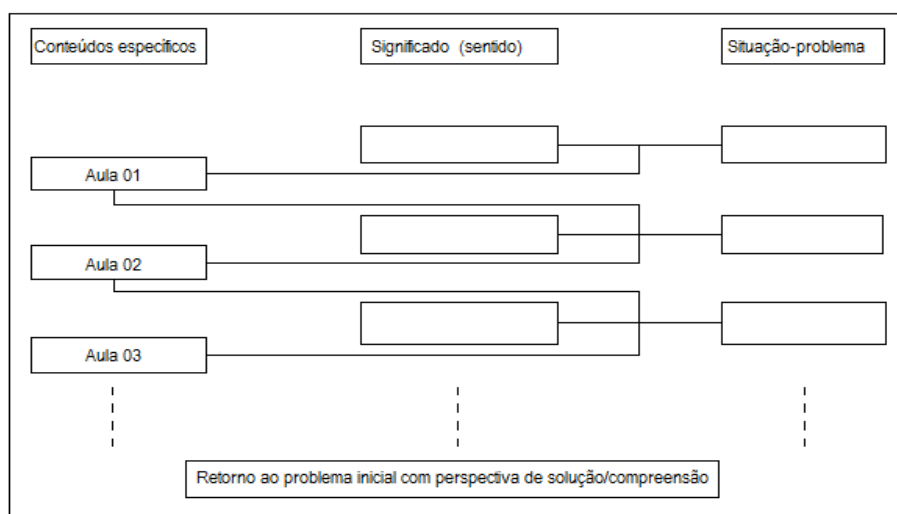 Conteúdos específicos
Significado (sentido)
Situação-problema
Aula 01
Aula 02
Aula 03
Retorno ao problema inicial com perspectiva de solução/compreensão